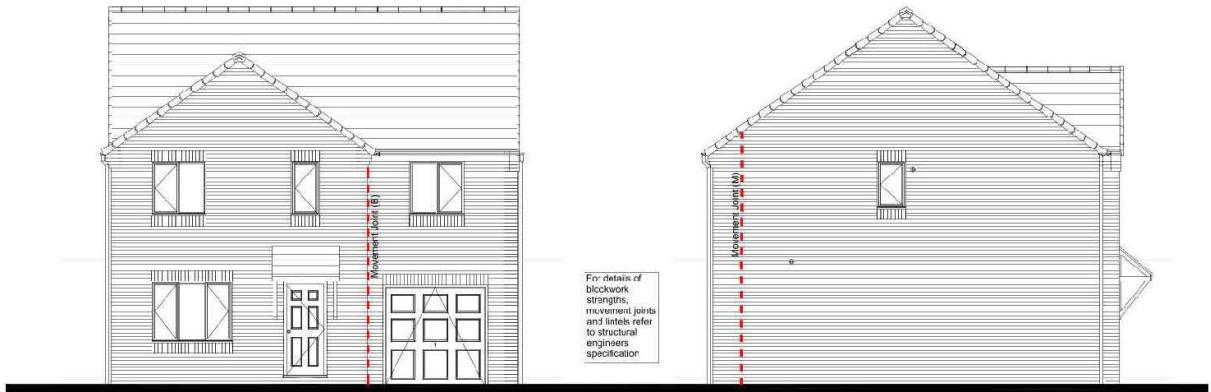 Movement Joint (B)
For details of
blockwork
strengths,
movement joints
and lintels refer
to structural
engineers
specification
Movement Joint (M)